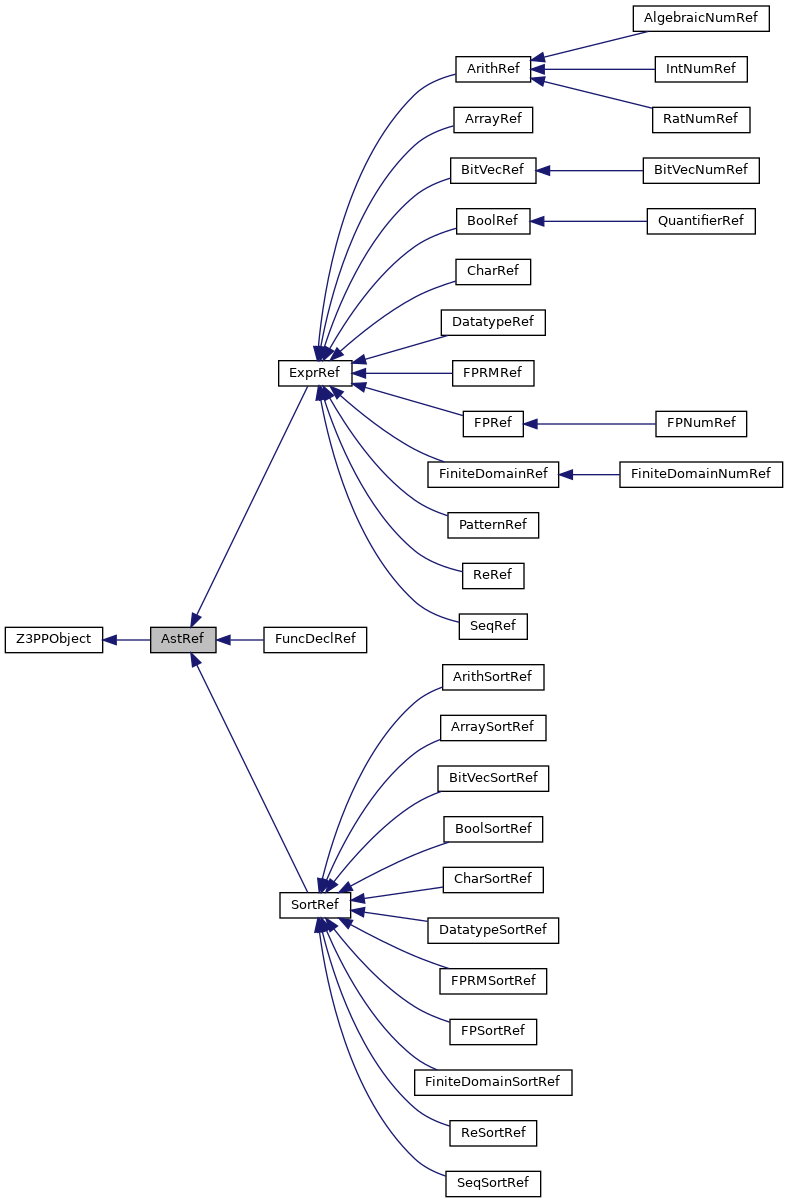 AlgebraicNumRef
ArithRef
IntNumRef
RatNumRef
ArrayRef
BitVecRef
BitVecNumRef
BoolRef
QuantifierRef
CharRef
DatatypeRef
ExprRef
FPRMRef
FPRef
FPNumRef
FiniteDomainRef
FiniteDomainNumRef
PatternRef
ReRef
SeqRef
Z3PPObject
AstRef
FuncDeclRef
ArithSortRef
ArraySortRef
BitVecSortRef
BoolSortRef
CharSortRef
SortRef
DatatypeSortRef
FPRMSortRef
FPSortRef
FiniteDomainSortRef
ReSortRef
SeqSortRef